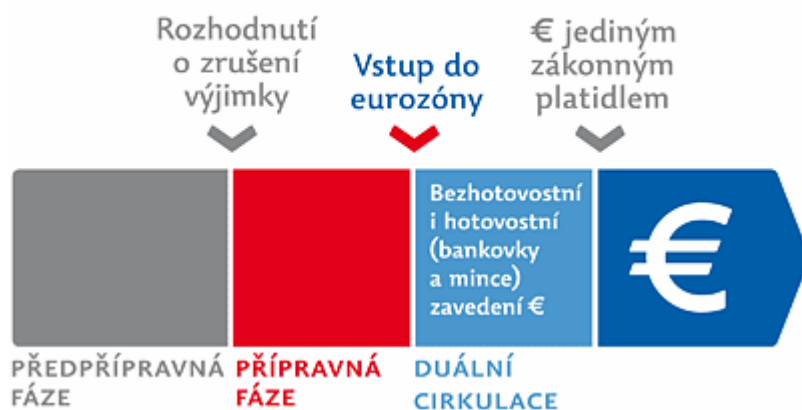 Rozhodnutí
o zrušení
výjimky
Vstup do
eurozóny
€ jediným
zákonným
platidlem
Bezhotovostní
i hotovostní
(bankovky
a mince)
zavedení €
€
PŘEDPŘÍPRAVNÁ
FÁZE
PŘÍPRAVNÁ
FÁZE
DUÁLNÍ
CIRKULACE